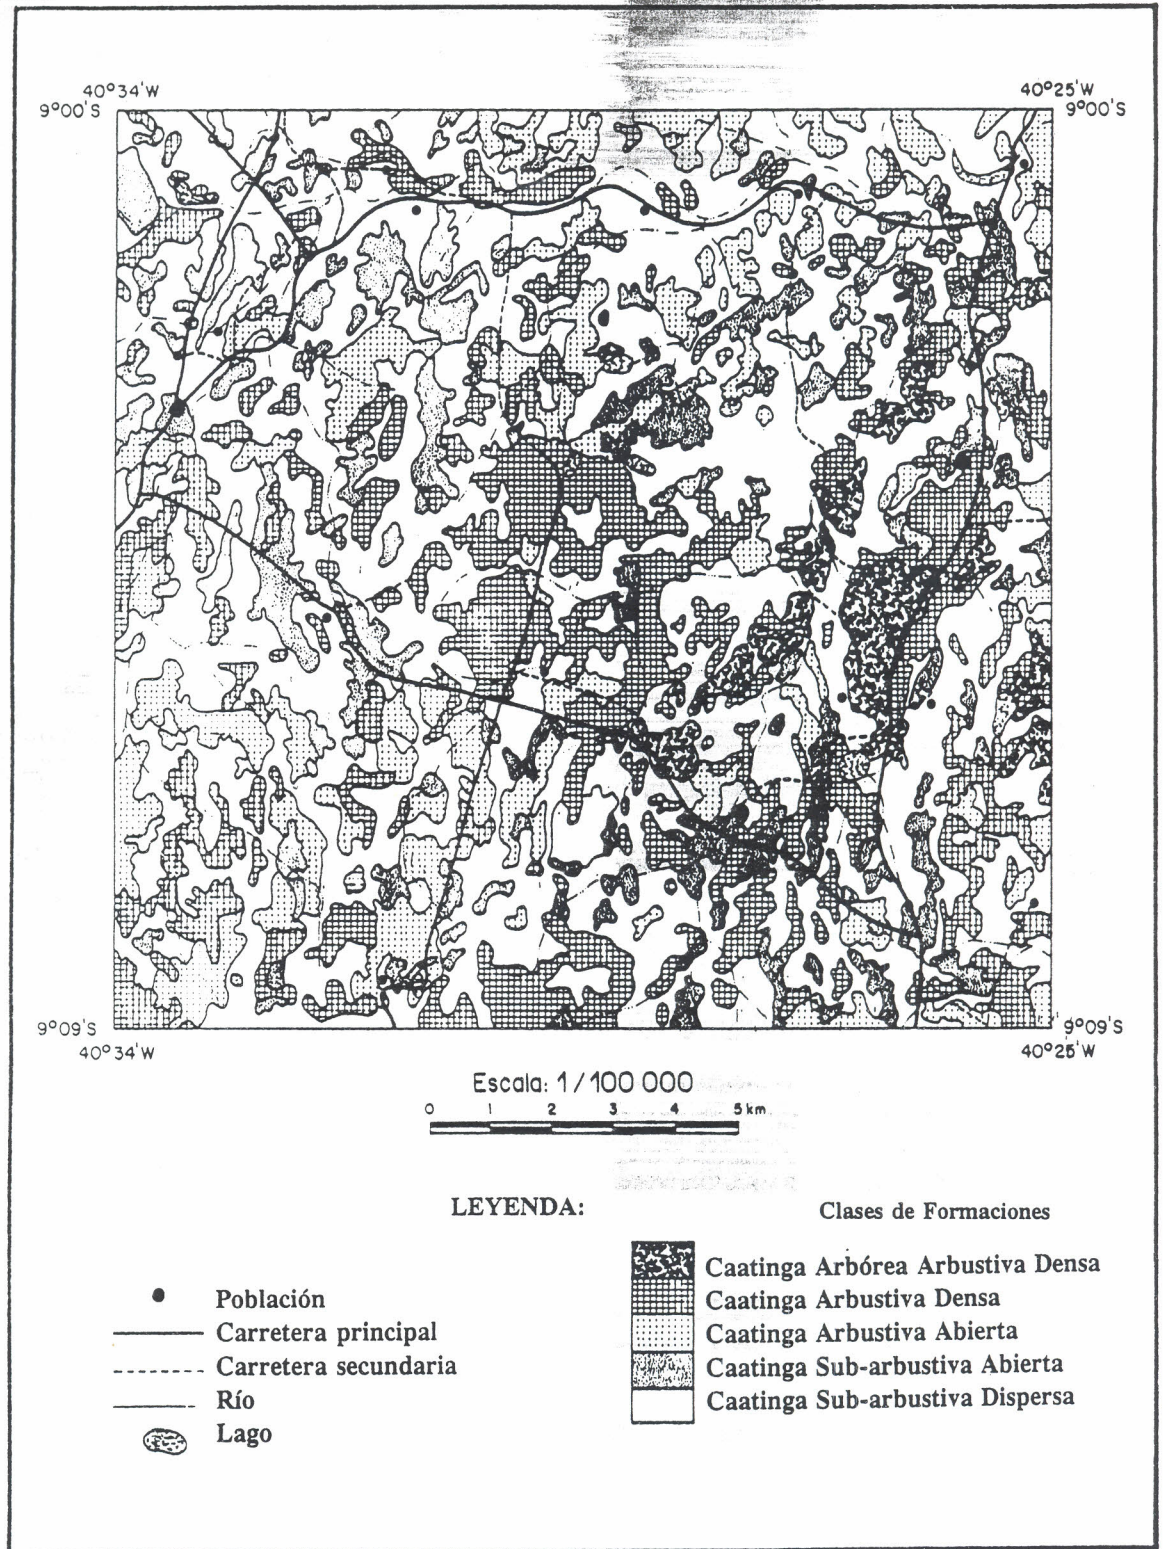 40°34'W
40°25'W
9°00'S
9°00'S
9°09'S
9°09'S
40°34'W
40°25'W
Escala: 1/100 000
0 1 2 3 4 5 km
LEYENDA:
Clases de Formaciones
Caatinga Arbórea Arbustiva Densa
Población
Caatinga Arbustiva Densa
Carretera principal
Caatinga Arbustiva Abierta
Carretera secundaria
Caatinga Sub-arbustiva Abierta
Río
Caatinga Sub-arbustiva Dispersa
Lago